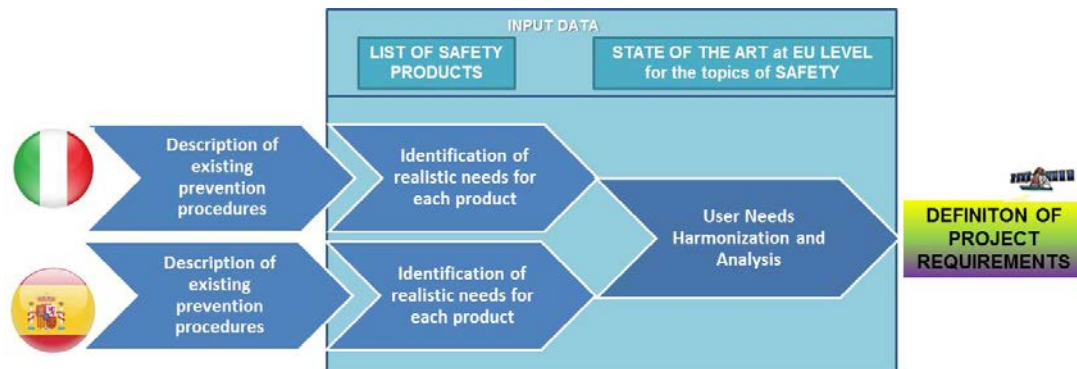 INPUT DATA
LIST OF SAFETY
PRODUCTS
STATE OF THE ART at EU LEVEL
for the topics of SAFETY
Description of
existing
prevention
procedures
Identification of
realistic needs for
each product
User Needs
Harmonization and
Analysis
DEFINITON OF
PROJECT
REQUIREMENTS
Description of
existing
prevention
procedures
Identification of
realistic needs for
each product